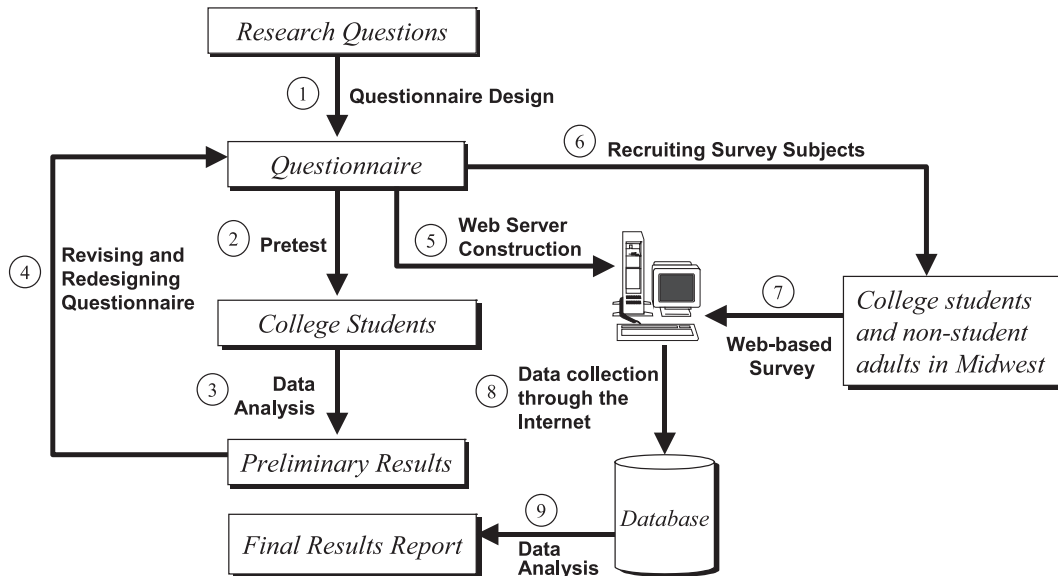 Research Questions
1
Questionnaire Design
6
Recruiting Survey Subjects
Questionnaire
2
Pretest
5
Web Server
Construction
4
Revising and
Redesigning
Questionnaire
College Students
7
Web-based
Survey
College students
and non-student
adults in Midwest
3
Data
Analysis
8
Data collection
through the
Internet
Preliminary Results
Database
9
Data
Analysis
Final Results Report